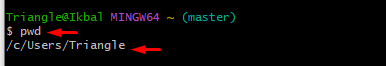 Triangle@Ikbal MINGW64 ~ (master)
$ pwd
/c/Users/Triangle